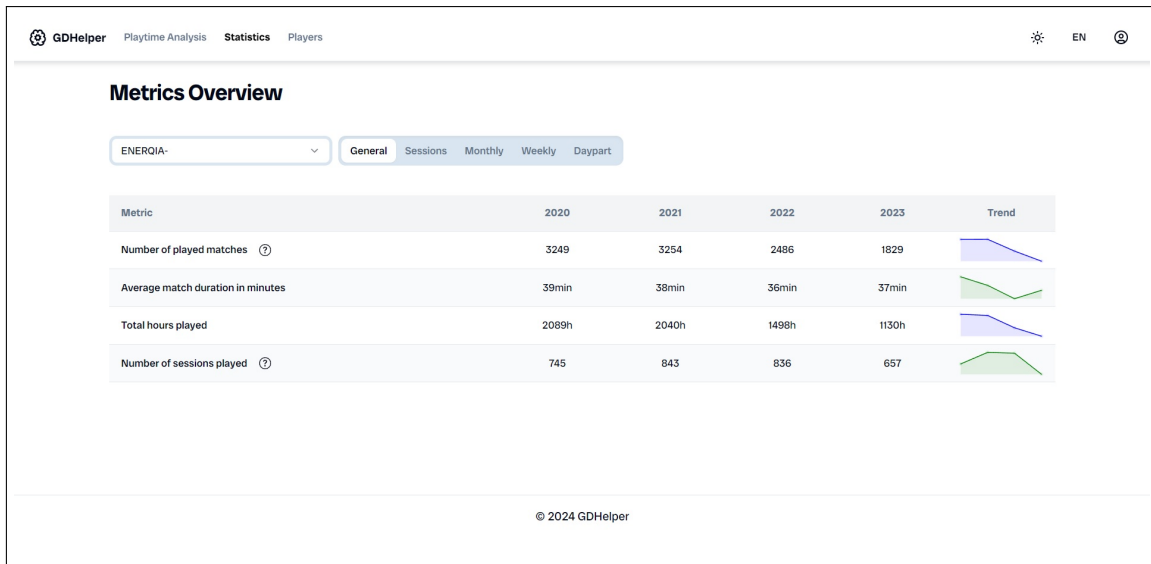 GDHelper Playtime Analysis Statistics Players EN
Metrics Overview
ENERQIA- General Sessions Monthly Weekly Daypart
Metric 2020 2021 2022 2023 Trend
Number of played matches ? 3249 3254 2486 1829
Average match duration in minutes 39min 38min 36min 37min
Total hours played 2089h 2040h 1498h 1130h
Number of sessions played ? 745 843 836 657
© 2024 GDHelper